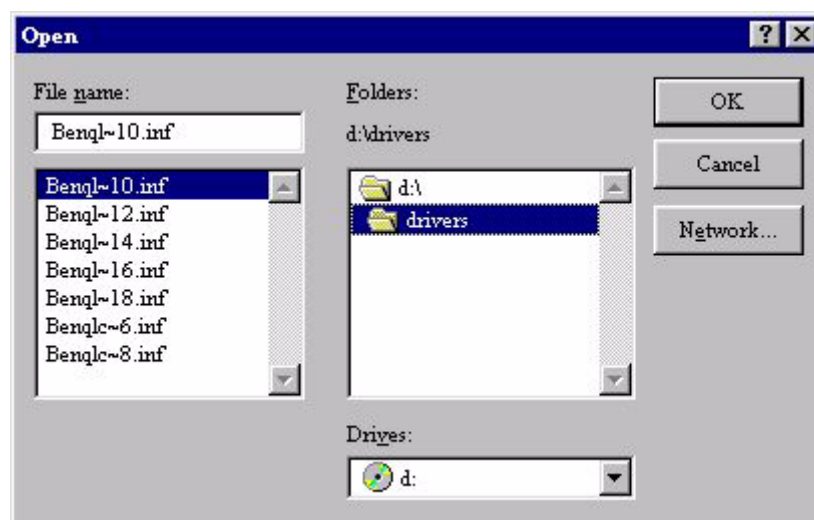 Open
File name:
Benql~10.inf
Benql~10.inf
Benql~12.inf
Benql~14.inf
Benql~16.inf
Benql~18.inf
Benqlc~6.inf
Benqlc~8.inf
Folders:
d:\drivers
d:\
drivers
Drives:
d:
OK
Cancel
Network...